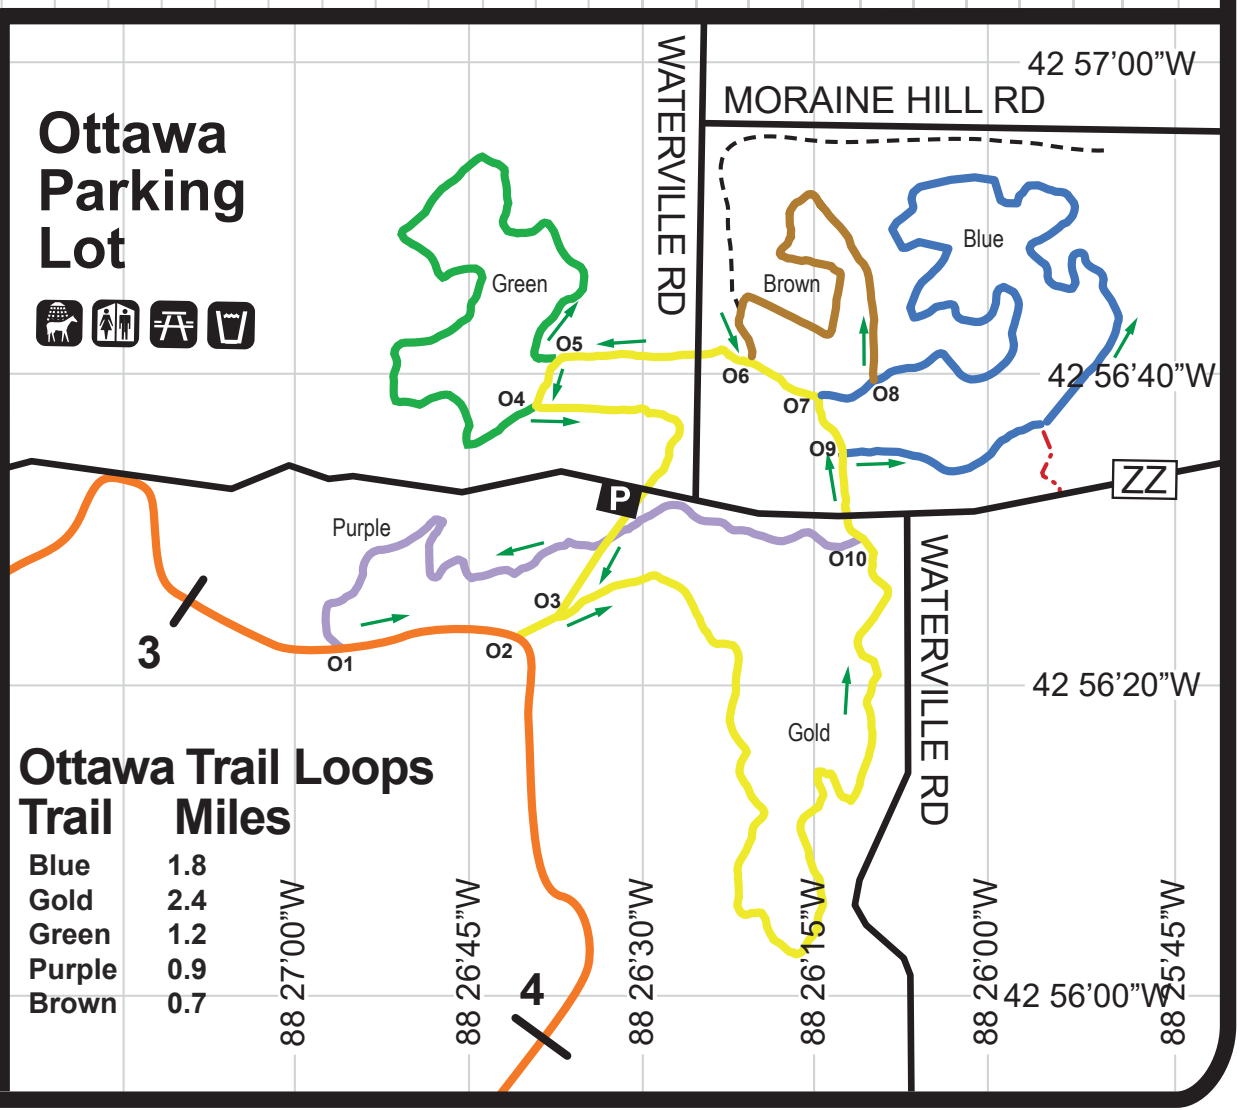 Ottawa
Parking
Lot
WATERVILLE RD
MORAINE HILL RD
42 57’00”W
Green
Brown
Blue
O5
O4
O6
O7
O8
O9
42 56’40”W
P
ZZ
Purple
O10
O3
O1
O2
3
WATERVILLE RD
42 56’20”W
Gold
Ottawa Trail Loops
Trail Miles
Blue 1.8
Gold 2.4
Green 1.2
Purple 0.9
Brown 0.7
4
88 27’00”W
88 26’45”W
88 26’30”W
88 26’15”W
88 26’00”W
88 25’45”W
42 56’00”W